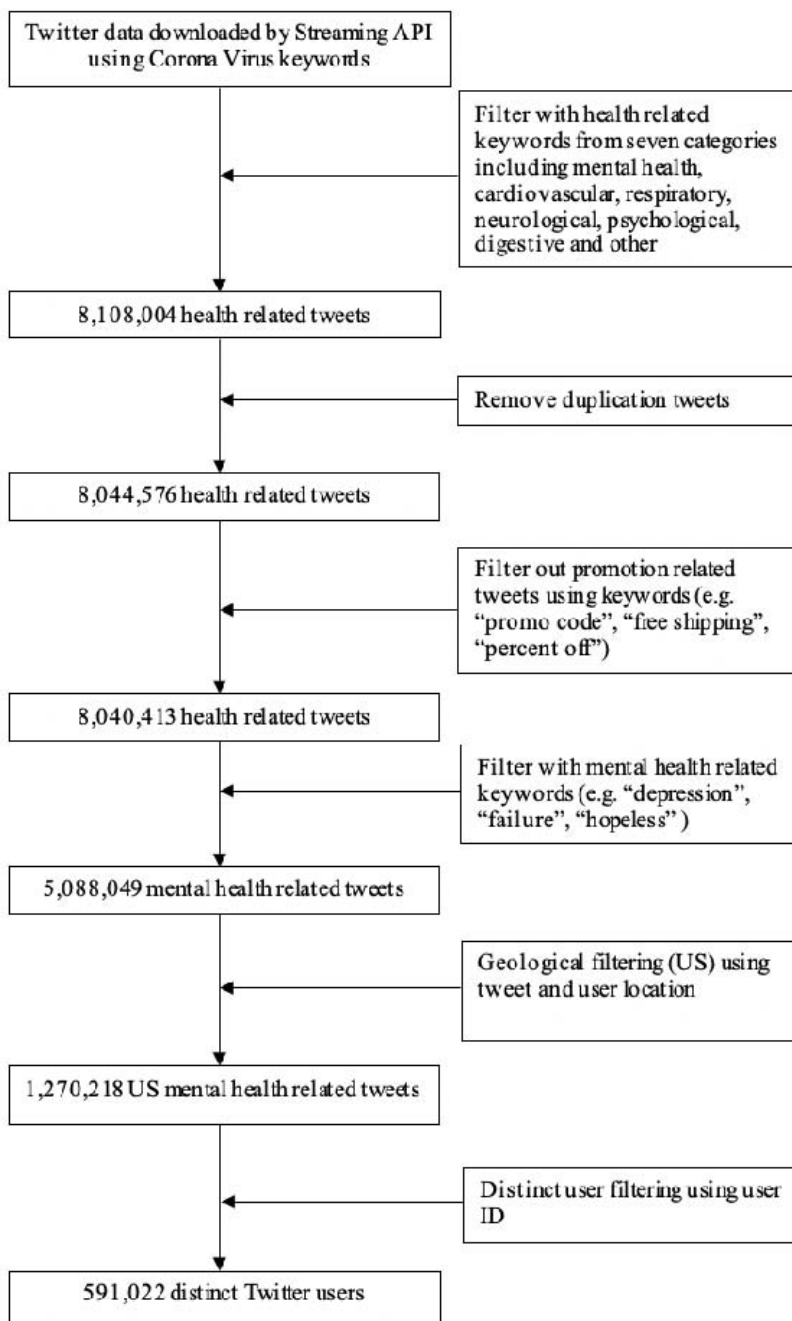 Twitter data downloaded by Streaming API
using Corona Virus keywords
Filter with health related
keywords from seven categories
including mental health,
cardiovascular, respiratory,
neurological, psychological,
digestive and other
8,108,004 health related tweets
Remove duplication tweets
8,044,576 health related tweets
Filter out promotion related
tweets using keywords (e.g.
“promo code”, “free shipping”,
“percent off”)
8,040,413 health related tweets
Filter with mental health related
keywords (e.g. “depression”,
“failure”, “hopeless” )
5,088,049 mental health related tweets
Geological filtering (US) using
tweet and user location
1,270,218 US mental health related tweets
Distinct user filtering using user
ID
591,022 distinct Twitter users